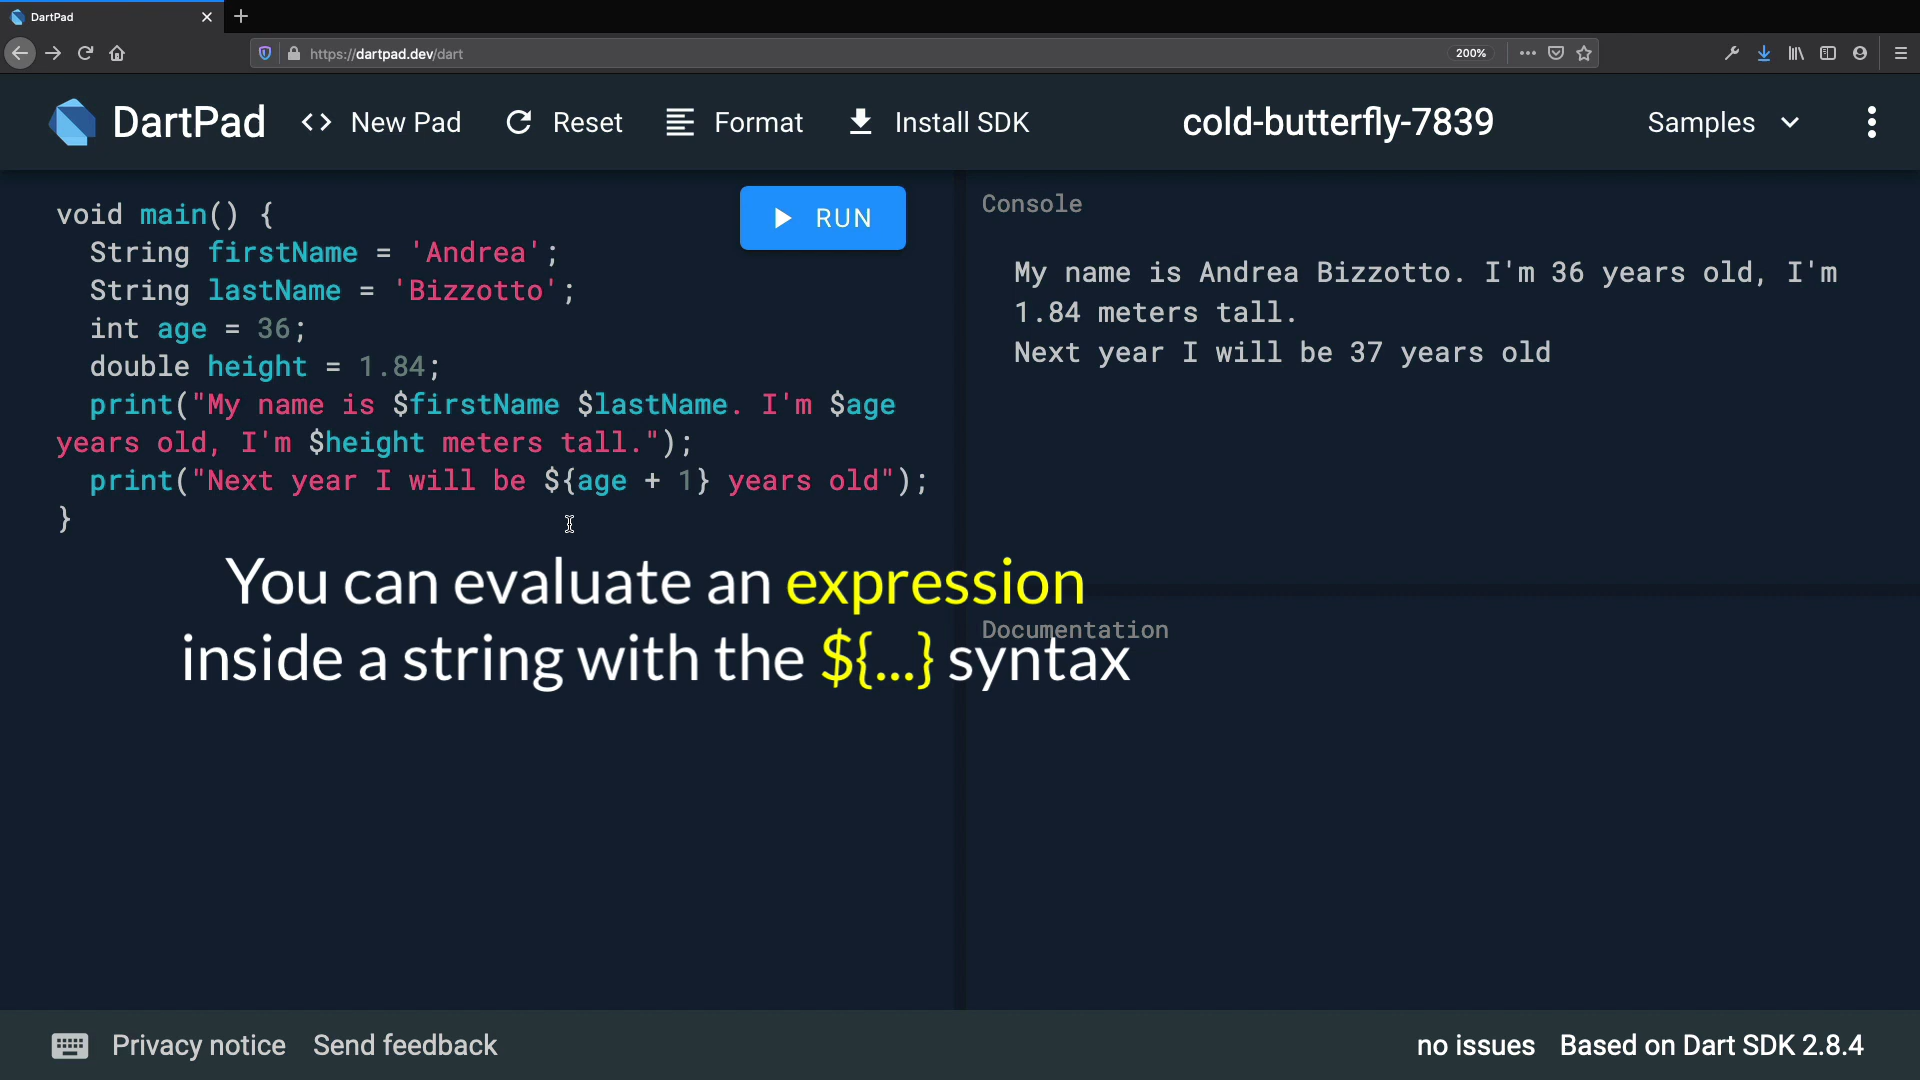 DartPad
https://dartpad.dev/dart
200%
DartPad
<> New Pad
Reset
Format
Install SDK
cold-butterfly-7839
Samples
void main() {
  String firstName = 'Andrea';
  String lastName = 'Bizzotto';
  int age = 36;
  double height = 1.84;
  print("My name is $firstName $lastName. I'm $age
years old, I'm $height meters tall.");
  print("Next year I will be ${age + 1} years old");
}
RUN
Console
My name is Andrea Bizzotto. I'm 36 years old, I'm
1.84 meters tall.
Next year I will be 37 years old
You can evaluate an expression
inside a string with the ${...} syntax
Documentation
Privacy notice
Send feedback
no issues
Based on Dart SDK 2.8.4